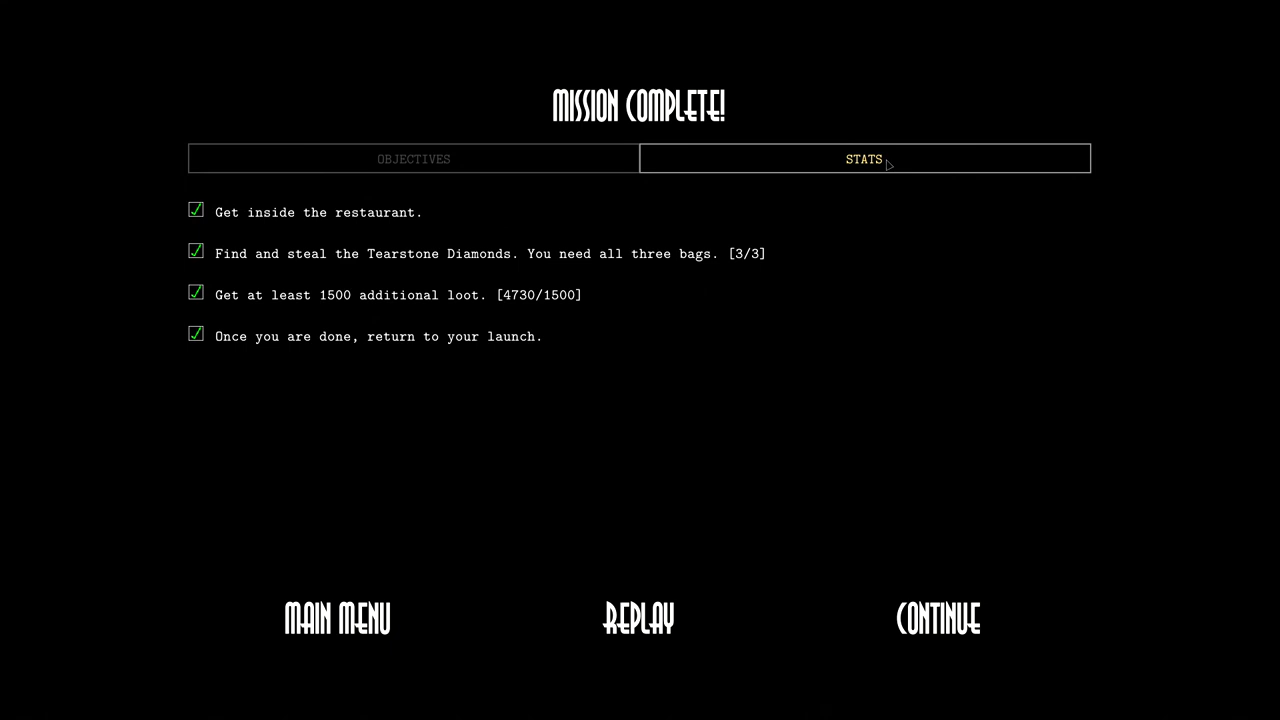 MISSION COMPLETE!
OBJECTIVES
STATS
Get inside the restaurant.
Find and steal the Tearstone Diamonds. You need all three bags. [3/3]
Get at least 1500 additional loot. [4730/1500]
Once you are done, return to your launch.
MAIN MENU
REPLAY
CONTINUE